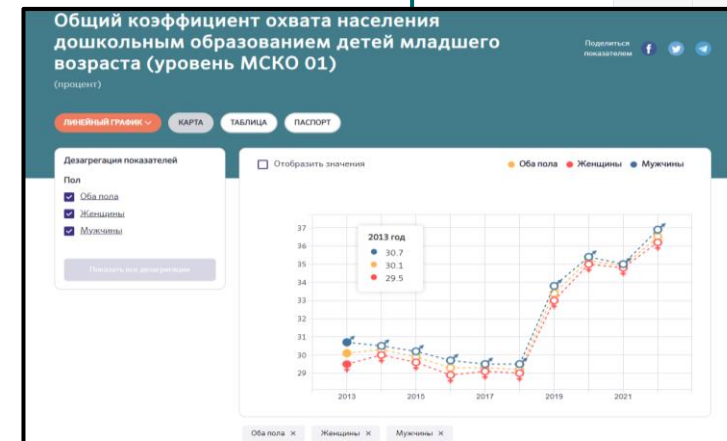 Общий коэффициент охвата населения
дошкольным образованием детей младшего
возраста (уровень МСКО 01)
(процент)
Поделиться
показателем
ЛИНЕЙНЫЙ ГРАФИК
КАРТА
ТАБЛИЦА
ПАСПОРТ
Дезагрегация показателей
Пол
Оба пола
Женщины
Мужчины
Показать все дезагрегации
Отобразить значения
Оба пола
Женщины
Мужчины
37
36
35
34
33
32
31
30
29
2013 год
30.7
30.1
29.5
2013
2015
2017
2019
2021
Оба пола ×
Женщины ×
Мужчины ×